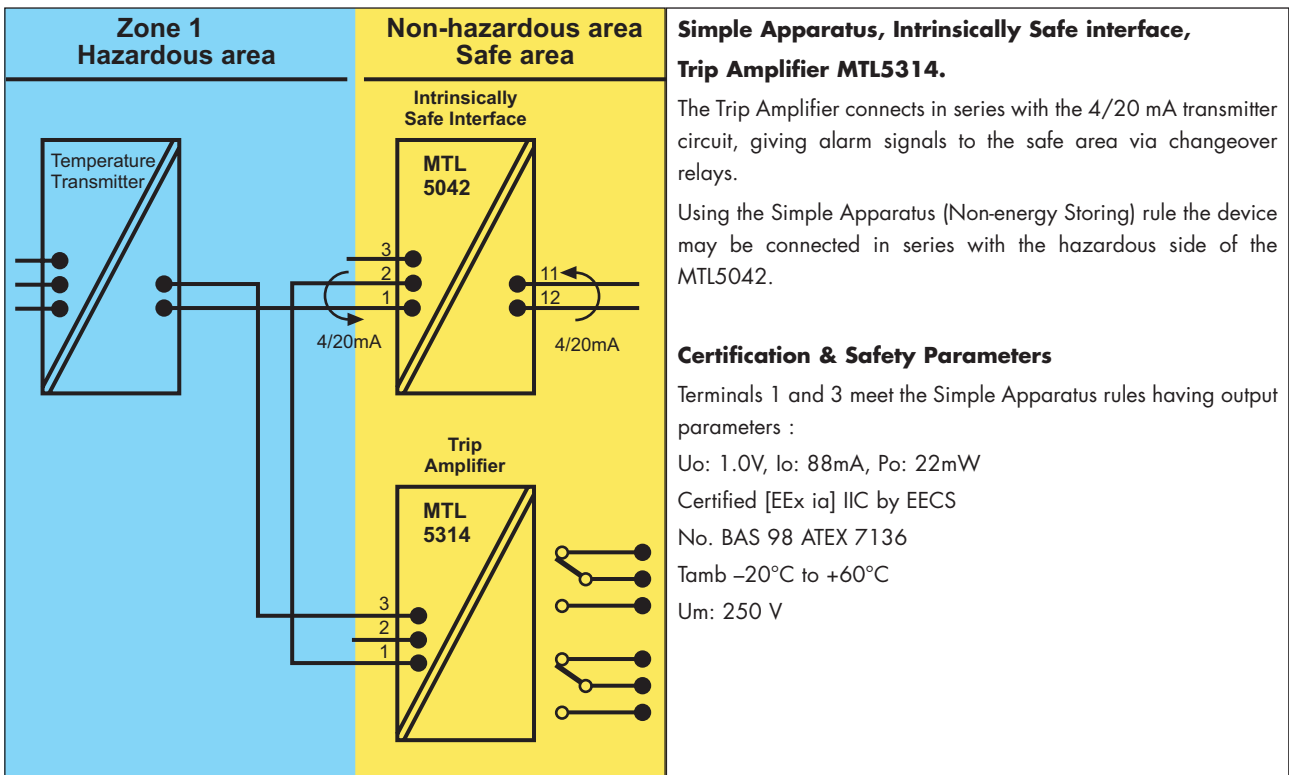 Zone 1
Hazardous area
Non-hazardous area
Safe area
Intrinsically
Safe Interface
Temperature
Transmitter
MTL
5042
3
2
1
11
12
4/20mA
4/20mA
Trip
Amplifier
MTL
5314
3
2
1
Simple Apparatus, Intrinsically Safe interface,
Trip Amplifier MTL5314.
The Trip Amplifier connects in series with the 4/20 mA transmitter
circuit, giving alarm signals to the safe area via changeover
relays.
Using the Simple Apparatus (Non-energy Storing) rule the device
may be connected in series with the hazardous side of the
MTL5042.
Certification & Safety Parameters
Terminals 1 and 3 meet the Simple Apparatus rules having output
parameters :
Uo: 1.0V, Io: 88mA, Po: 22mW
Certified [EEx ia] IIC by EECS
No. BAS 98 ATEX 7136
Tamb –20°C to +60°C
Um: 250 V